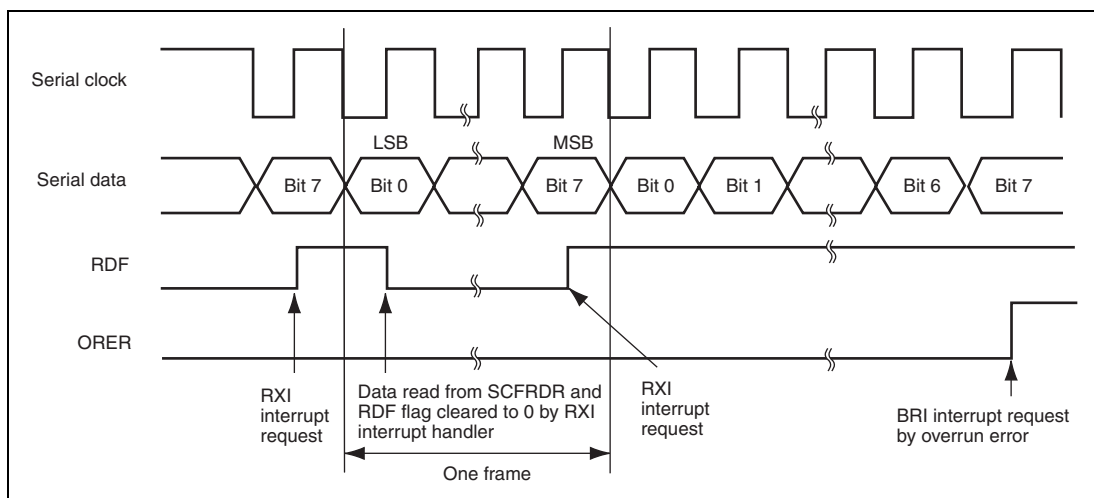 Serial clock
LSB
MSB
Serial data
Bit 7
Bit 0
Bit 7
Bit 0
Bit 1
Bit 6
Bit 7
RDF
ORER
RXI
interrupt
request
Data read from SCFRDR and
RDF flag cleared to 0 by RXI
interrupt handler
RXI
interrupt
request
BRI interrupt request
by overrun error
One frame